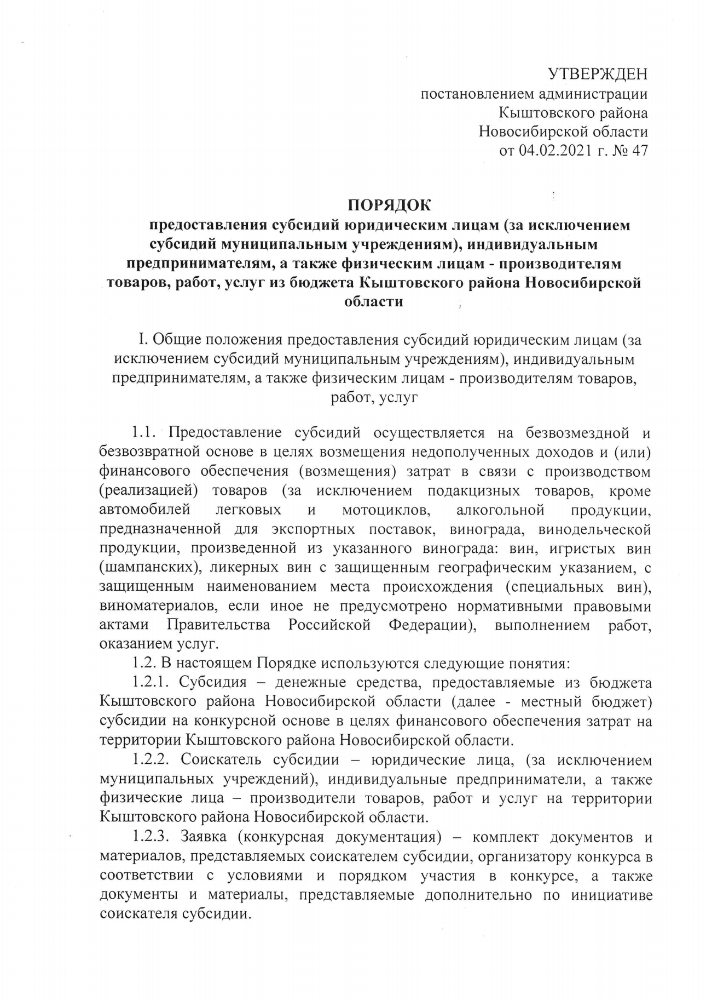 УТВЕРЖДЕН
постановлением администрации
Кыштовского района
Новосибирской области
от 04.02.2021 г. № 47
ПОРЯДОК
предоставления субсидий юридическим лицам (за исключением
субсидий муниципальным учреждениям), индивидуальным
предпринимателям, а также физическим лицам - производителям
товаров, работ, услуг из бюджета Кыштовского района Новосибирской
области
I. Общие положения предоставления субсидий юридическим лицам (за
исключением субсидий муниципальным учреждениям), индивидуальным
предпринимателям, а также физическим лицам - производителям товаров,
работ, услуг
1.1. Предоставление субсидий осуществляется на безвозмездной и
безвозвратной основе в целях возмещения недополученных доходов и (или)
финансового обеспечения (возмещения) затрат в связи с производством
(реализацией) товаров (за исключением подакцизных товаров, кроме
автомобилей легковых и мотоциклов, алкогольной продукции,
предназначенной для экспортных поставок, винограда, винодельческой
продукции, произведенной из указанного винограда: вин, игристых вин
(шампанских), ликерных вин с защищенным географическим указанием, с
защищенным наименованием места происхождения (специальных вин),
виноматериалов, если иное не предусмотрено нормативными правовыми
актами Правительства Российской Федерации), выполнением работ,
оказанием услуг.
1.2. В настоящем Порядке используются следующие понятия:
1.2.1. Субсидия – денежные средства, предоставляемые из бюджета
Кыштовского района Новосибирской области (далее - местный бюджет)
субсидии на конкурсной основе в целях финансового обеспечения затрат на
территории Кыштовского района Новосибирской области.
1.2.2. Соискатель субсидии – юридические лица, (за исключением
муниципальных учреждений), индивидуальные предприниматели, а также
физические лица – производители товаров, работ и услуг на территории
Кыштовского района Новосибирской области.
1.2.3. Заявка (конкурсная документация) – комплект документов и
материалов, представляемых соискателем субсидии, организатору конкурса в
соответствии с условиями и порядком участия в конкурсе, а также
документы и материалы, представляемые дополнительно по инициативе
соискателя субсидии.